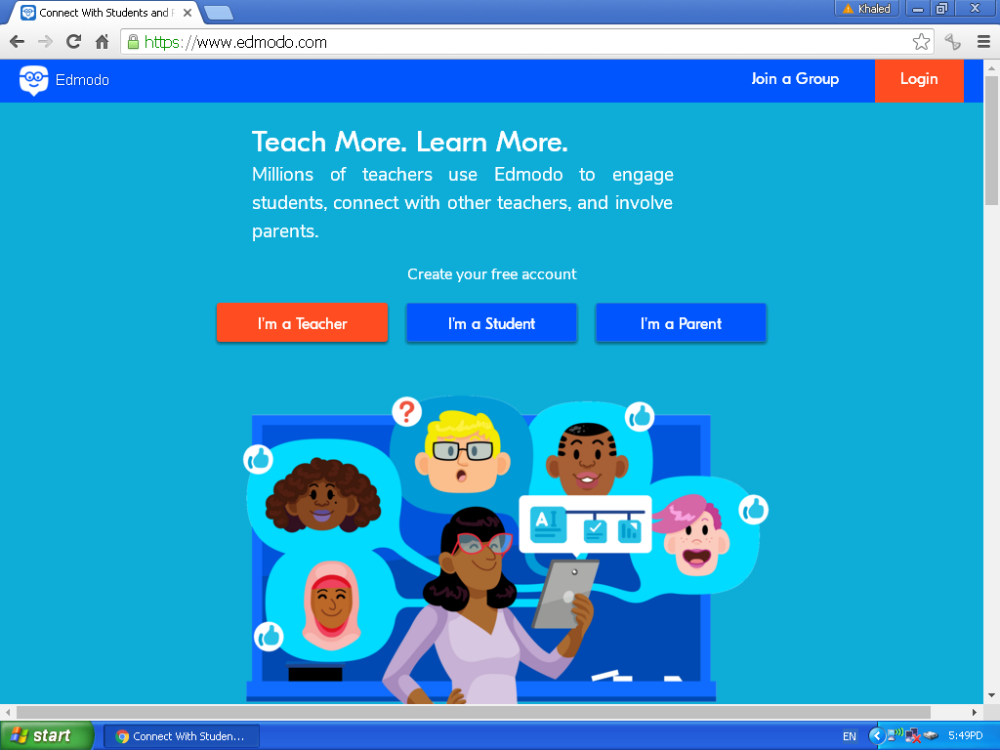 Connect With Students and P
Khaled
https://www.edmodo.com
Edmodo
Join a Group
Login
Teach More. Learn More.
Millions of teachers use Edmodo to engage
students, connect with other teachers, and involve
parents.
Create your free account
I'm a Teacher
I'm a Student
I'm a Parent
?
A
start
Connect With Studen...
EN
5:49PD